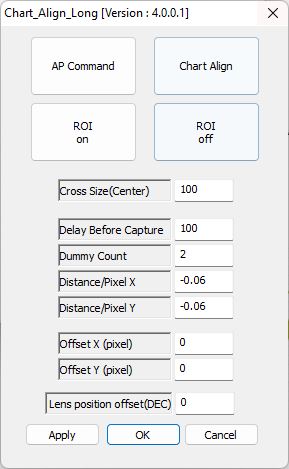 Chart_Align_Long [Version : 4.0.0.1]
AP Command
Chart Align
ROI
on
ROI
off
Cross Size(Center) 100
Delay Before Capture 100
Dummy Count 2
Distance/Pixel X -0.06
Distance/Pixel Y -0.06
Offset X (pixel) 0
Offset Y (pixel) 0
Lens position offset(DEC) 0
Apply OK Cancel